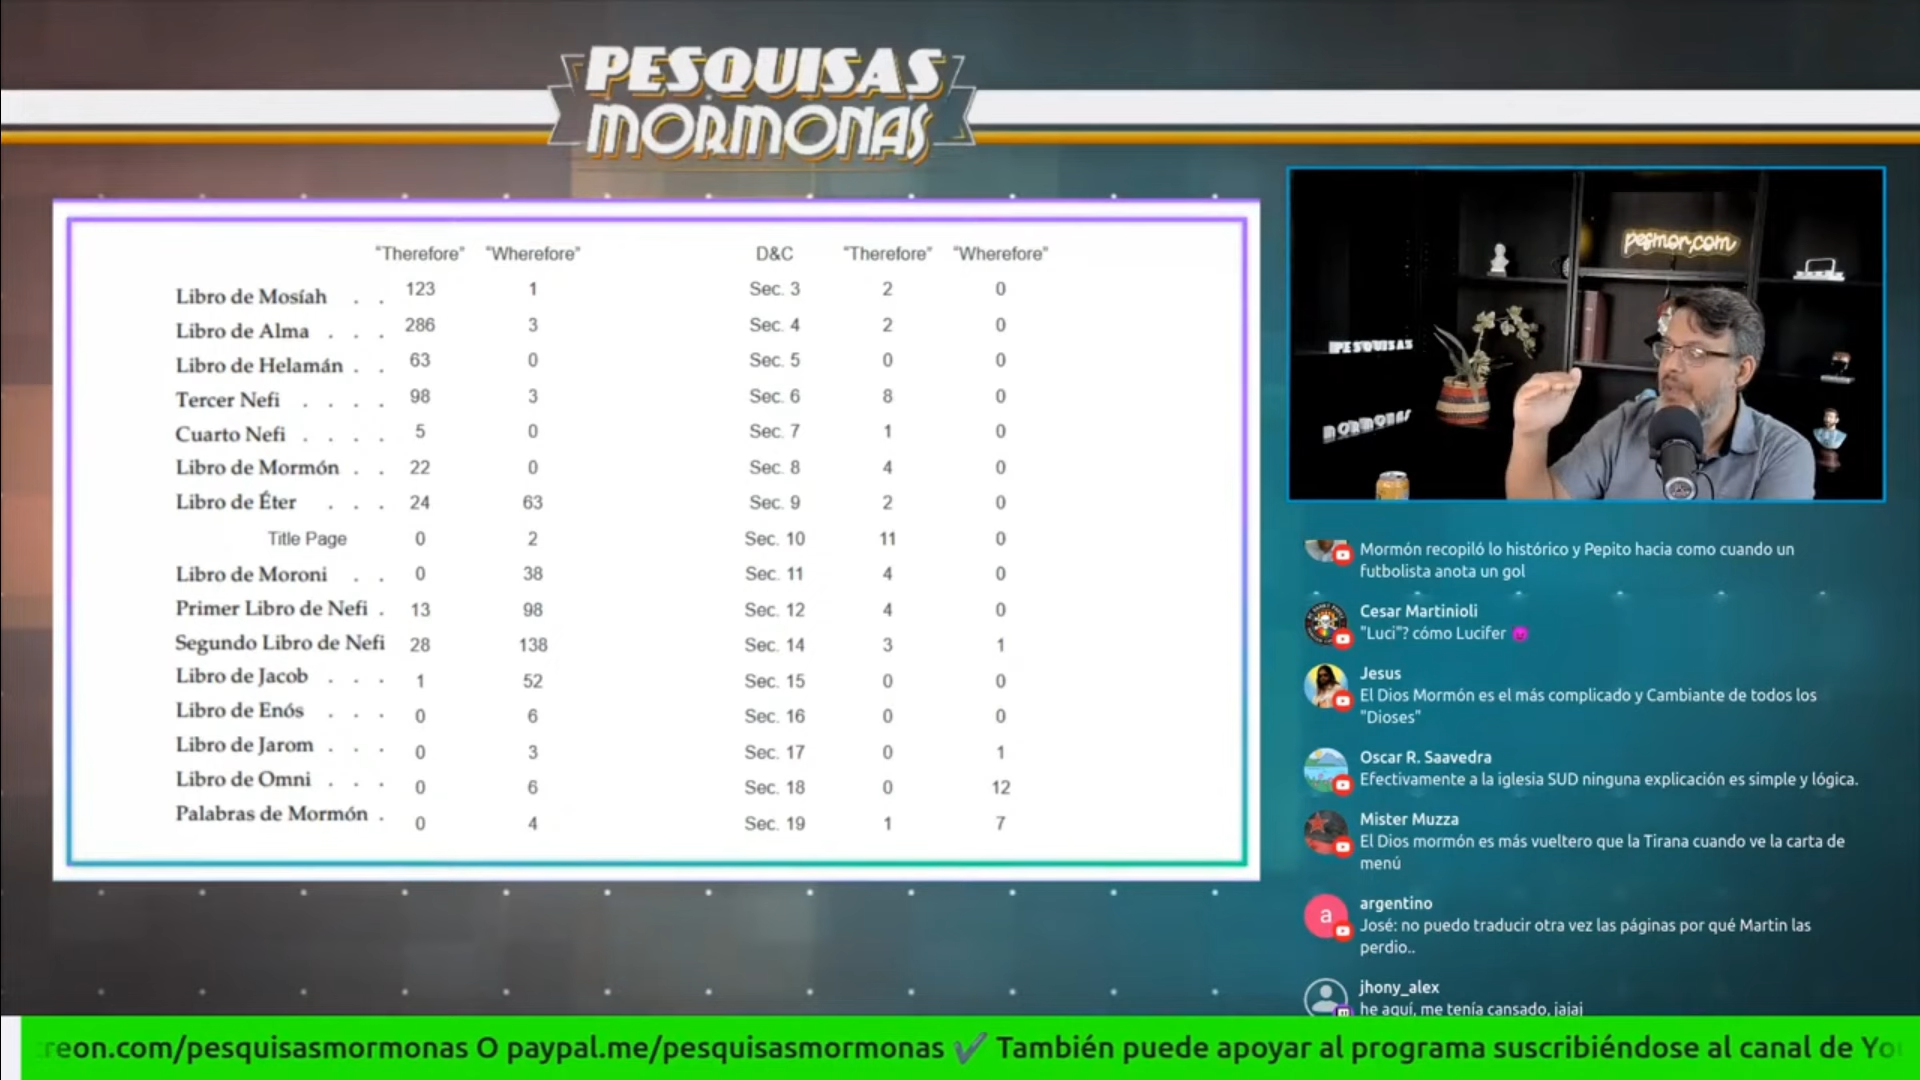 PESQUISAS
MORMONAS
"Therefore" "Wherefore" D&C "Therefore" "Wherefore"
Libro de Mosíah . . 123 1 Sec. 3 2 0
Libro de Alma . . . 286 3 Sec. 4 2 0
Libro de Helamán . . 63 0 Sec. 5 0 0
Tercer Nefi . . . . 98 3 Sec. 6 8 0
Cuarto Nefi . . . . 5 0 Sec. 7 1 0
Libro de Mormón . . 22 0 Sec. 8 4 0
Libro de Éter . . . 24 63 Sec. 9 2 0
Title Page 0 2 Sec. 10 11 0
Libro de Moroni . . 0 38 Sec. 11 4 0
Primer Libro de Nefi . 13 98 Sec. 12 4 0
Segundo Libro de Nefi 28 138 Sec. 14 3 1
Libro de Jacob . . . 1 52 Sec. 15 0 0
Libro de Enós . . . 0 6 Sec. 16 0 0
Libro de Jarom . . . 0 3 Sec. 17 0 1
Libro de Omni . . . 0 6 Sec. 18 0 12
Palabras de Mormón . 0 4 Sec. 19 1 7
pesmor.com
PESQUISAS
MORMONAS
Mormón recopiló lo histórico y Pepito hacia como cuando un
futbolista anota un gol
Cesar Martinioli
"Luci"? cómo Lucifer 😈
Jesus
El Dios Mormón es el más complicado y Cambiante de todos los
"Dioses"
Oscar R. Saavedra
Efectivamente a la iglesia SUD ninguna explicación es simple y lógica.
Mister Muzza
El Dios mormón es más vueltero que la Tirana cuando ve la carta de
menú
a
argentino
José: no puedo traducir otra vez las páginas por qué Martin las
perdio..
jhony_alex
he aquí, me tenía cansado, jajaj
reon.com/pesquisasmormonas O paypal.me/pesquisasmormonas ✔ También puede apoyar al programa suscribiéndose al canal de Yo